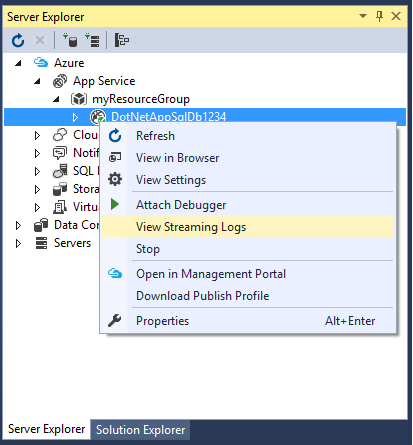 Server Explorer
Azure
App Service
myResourceGroup
DotNetAppSqlDb1234
Clou
Refresh
Notif
View in Browser
SQL
View Settings
Stora
Virtu
Attach Debugger
Data Con
View Streaming Logs
Servers
Stop
Open in Management Portal
Download Publish Profile
Properties Alt+Enter
Server Explorer Solution Explorer